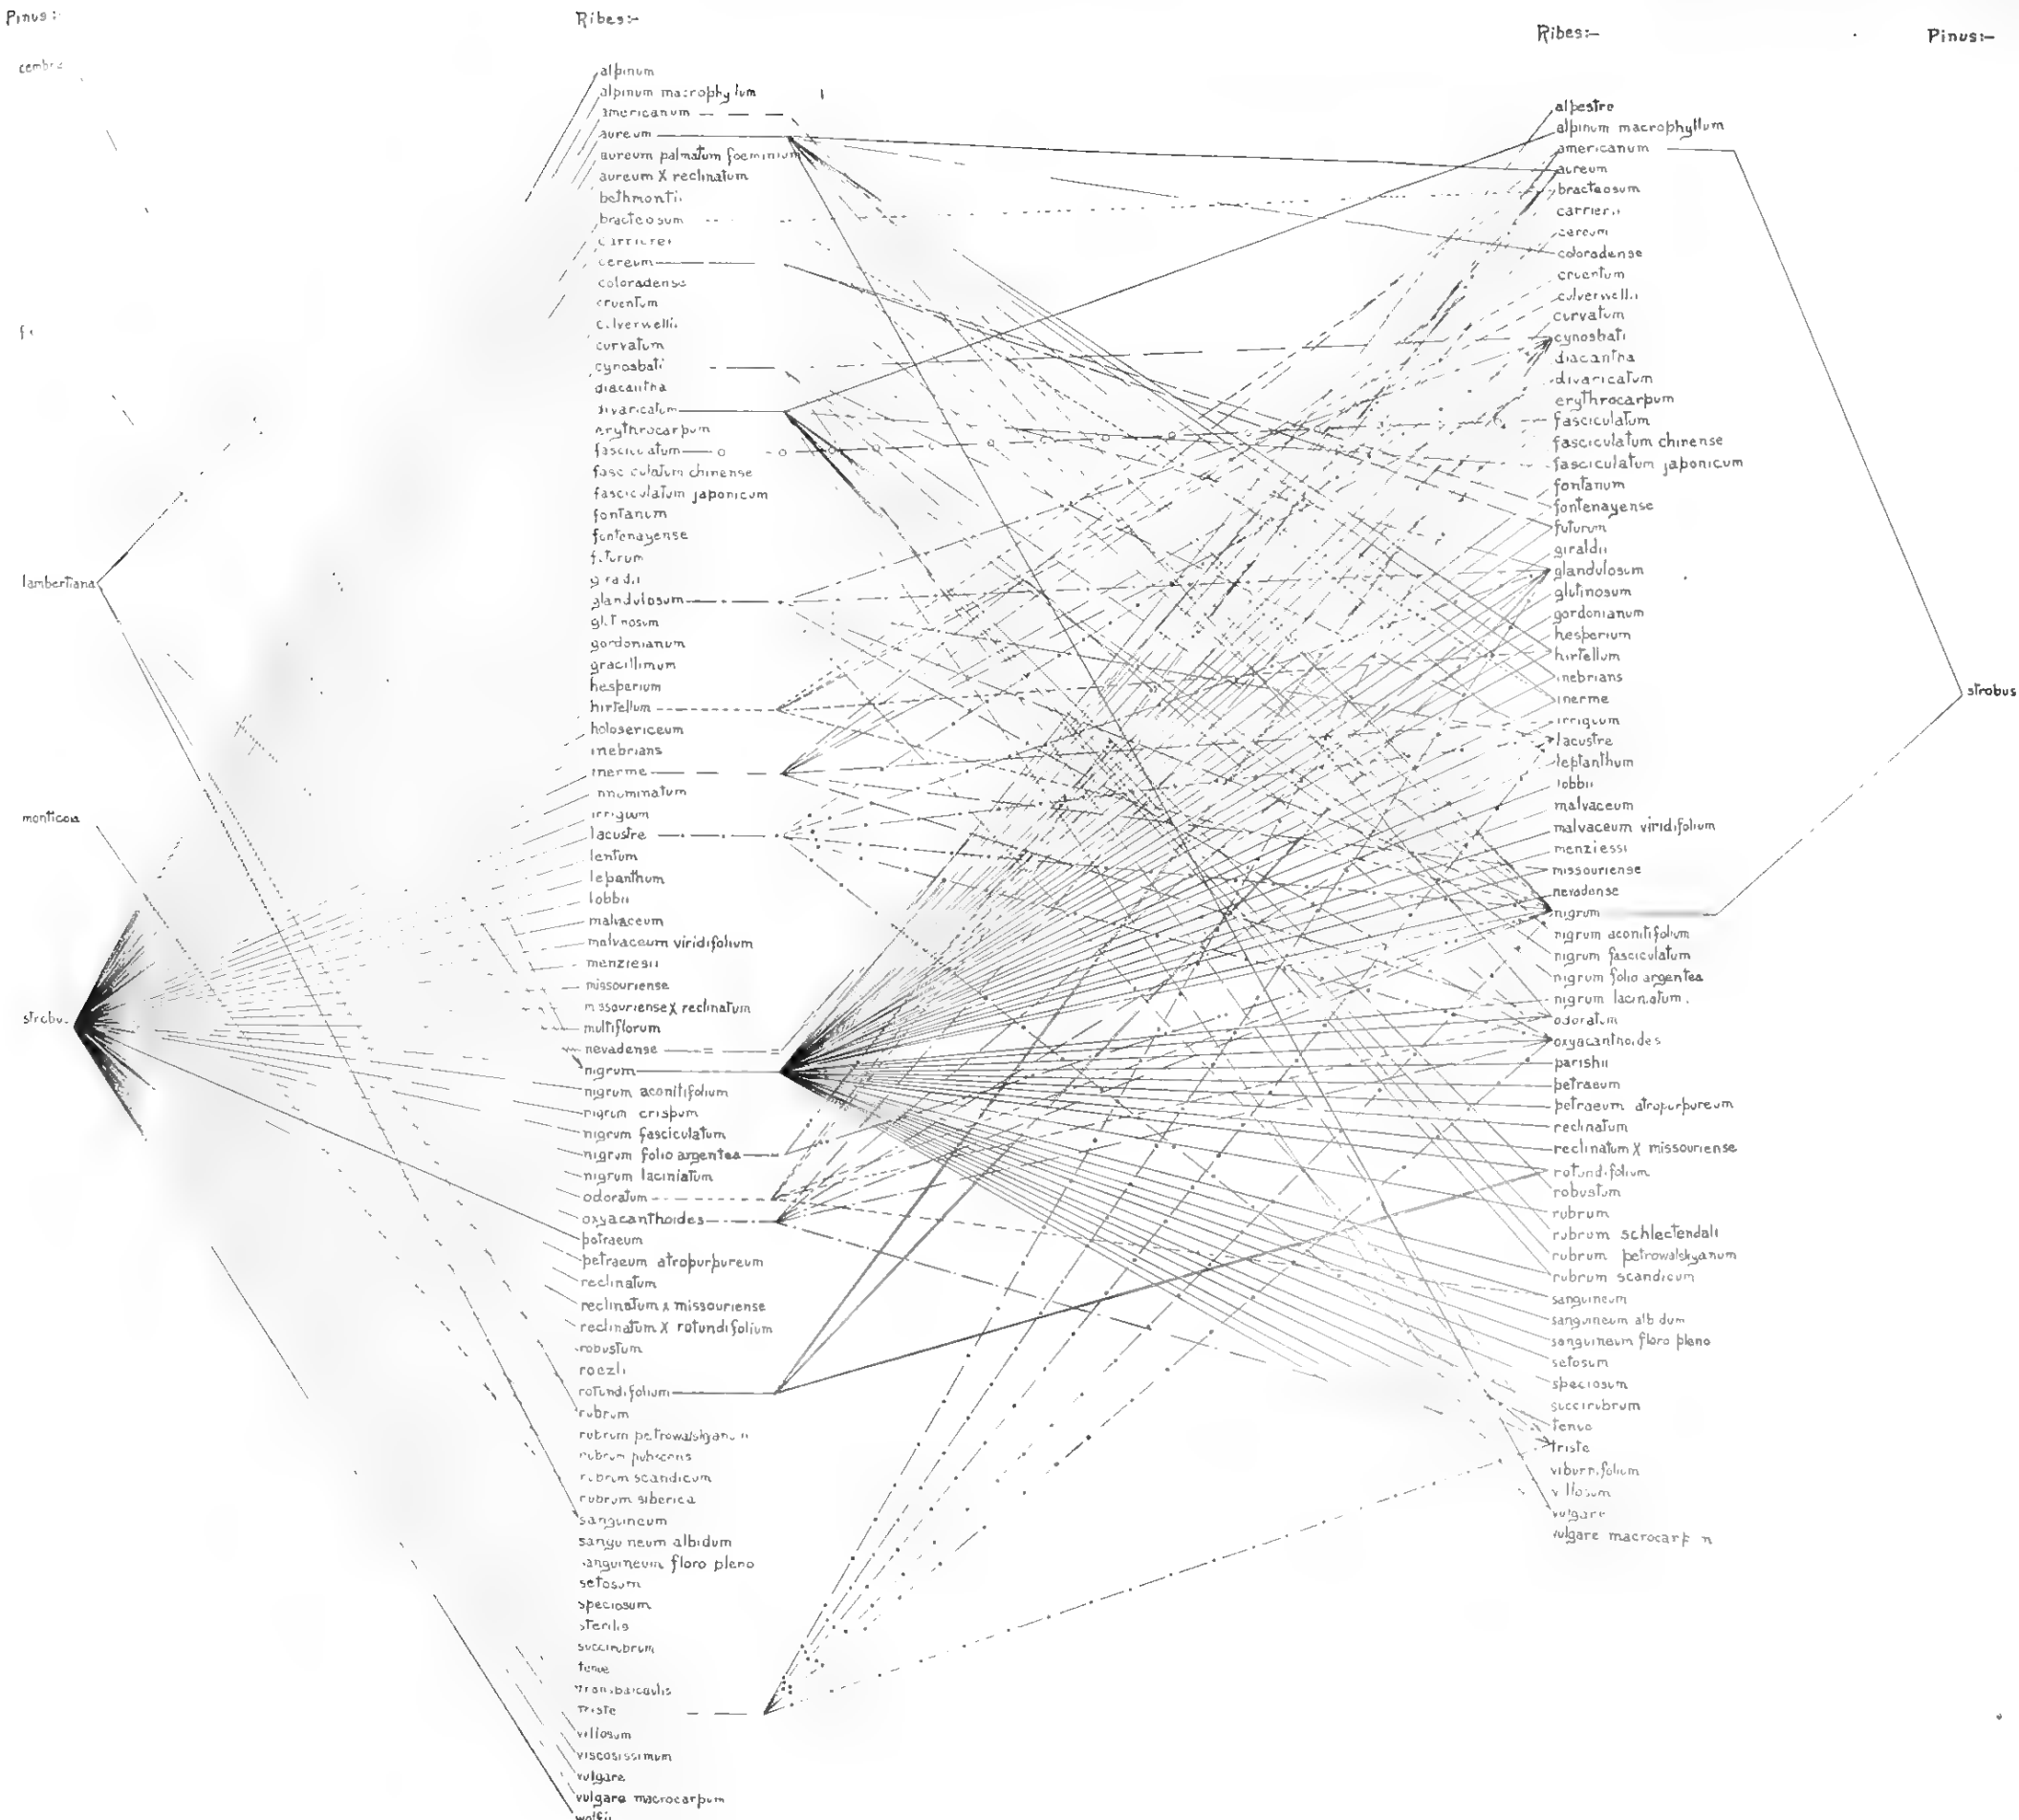 Pinus:-
lambertiana
monticola
Ribes:-
alpinum
alpinum macrophylum
americanum
aureum
aureum palmatum foeminium
aureum X reclinatum
bethmontii
bracteosum
cereum
coloradense
cruentum
curvatum
cynosbati
diacantha
divaricatum
erythrocarpum
fasciculatum
fasciculatum chinense
fasciculatum japonicum
fontanum
fontenayense
futurum
glandulosum
glutinosum
gordonianum
gracillimum
hesperium
hirtellum
holosericeum
inebrians
inerme
innominatum
irriguum
lacustre
lentum
lepanthum
lobbii
malvaceum
malvaceum viridifolium
menziesii
missouriense
missouriense X reclinatum
multiflorum
nevadense
nigrum
nigrum aconitifolium
nigrum crispum
nigrum fasciculatum
nigrum folio argentea
nigrum laciniatum
odoratum
oxyacanthoides
petraeum atropurpureum
reclinatum
reclinatum x missouriense
reclinatum X rotundifolium
robustum
roezli
rotundifolium
rubrum
rubrum scandicum
rubrum siberica
sanguineum
sanguineum albidum
sanguineum floro pleno
setosum
speciosum
sterilis
succirubrum
tenue
triste
villosum
viscosissimum
vulgare
vulgare macrocarpum
Ribes:-
alpestre
alpinum macrophyllum
americanum
aureum
bracteosum
cereum
coloradense
cruentum
culverwellii
curvatum
cynosbati
diacantha
divaricatum
erythrocarpum
fasciculatum
fasciculatum chinense
fasciculatum japonicum
fontanum
fontenayense
futurum
giraldii
glandulosum
glutinosum
gordonianum
hesperium
hirtellum
inebrians
inerme
irriguum
lacustre
leptanthum
lobbii
malvaceum
malvaceum viridifolium
menziessi
missouriense
nevadense
nigrum
nigrum aconitifolium
nigrum fasciculatum
nigrum folio argentea
nigrum laciniatum.
odoratum
oxyacanthoides
parishii
petraeum
petraeum atropurpureum
reclinatum
reclinatum X missouriense
rotundifolium
robustum
rubrum
rubrum schlectendali
rubrum petrowalskyanum
rubrum scandicum
sanguineum
sanguineum albidum
sanguineum floro pleno
setosum
speciosum
succirubrum
tenue
triste
viburnifolium
villosum
vulgare
Pinus:-
strobus